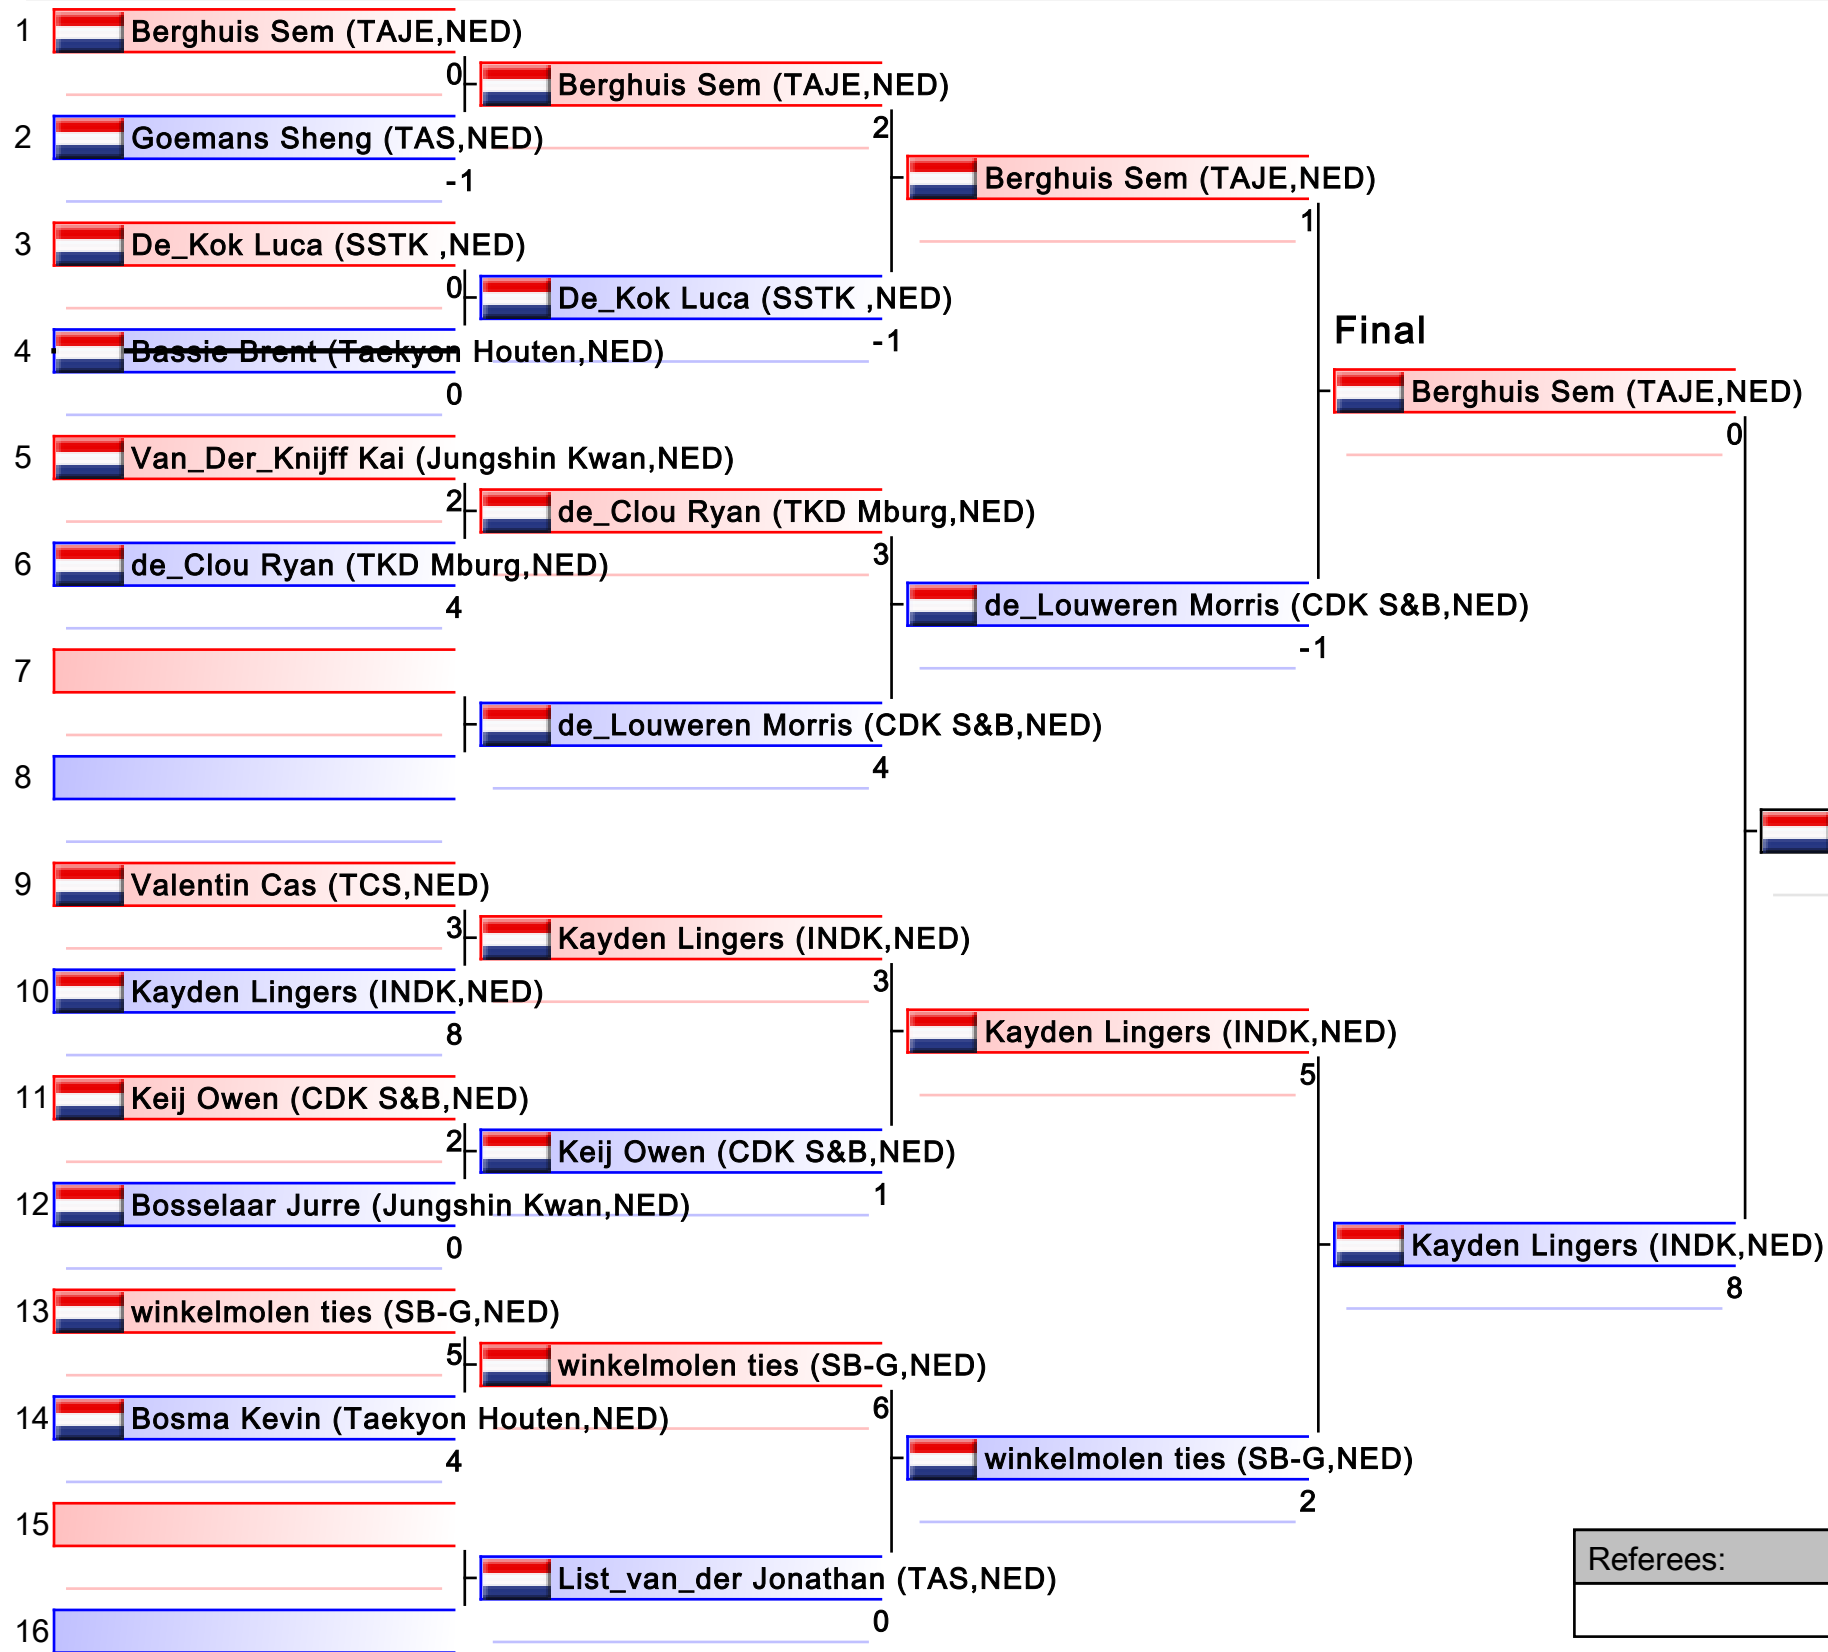 1 Berghuis Sem (TAJE,NED)
0 Berghuis Sem (TAJE,NED)
2 Goemans Sheng (TAS,NED)
2
-1
Berghuis Sem (TAJE,NED)
1
3 De_Kok Luca (SSTK ,NED)
0 De_Kok Luca (SSTK ,NED)
-1
4 Bassie Brent (Taekyon Houten,NED)
0
Final
Berghuis Sem (TAJE,NED)
0
5 Van_Der_Knijff Kai (Jungshin Kwan,NED)
2 de_Clou Ryan (TKD Mburg,NED)
3
6 de_Clou Ryan (TKD Mburg,NED)
4
de_Louweren Morris (CDK S&B,NED)
-1
7
de_Louweren Morris (CDK S&B,NED)
4
8
9 Valentin Cas (TCS,NED)
3 Kayden Lingers (INDK,NED)
3
10 Kayden Lingers (INDK,NED)
8
Kayden Lingers (INDK,NED)
5
11 Keij Owen (CDK S&B,NED)
2 Keij Owen (CDK S&B,NED)
1
12 Bosselaar Jurre (Jungshin Kwan,NED)
0
Kayden Lingers (INDK,NED)
8
13 winkelmolen ties (SB-G,NED)
5 winkelmolen ties (SB-G,NED)
6
14 Bosma Kevin (Taekyon Houten,NED)
4
winkelmolen ties (SB-G,NED)
2
15
List_van_der Jonathan (TAS,NED)
0
16
Referees: